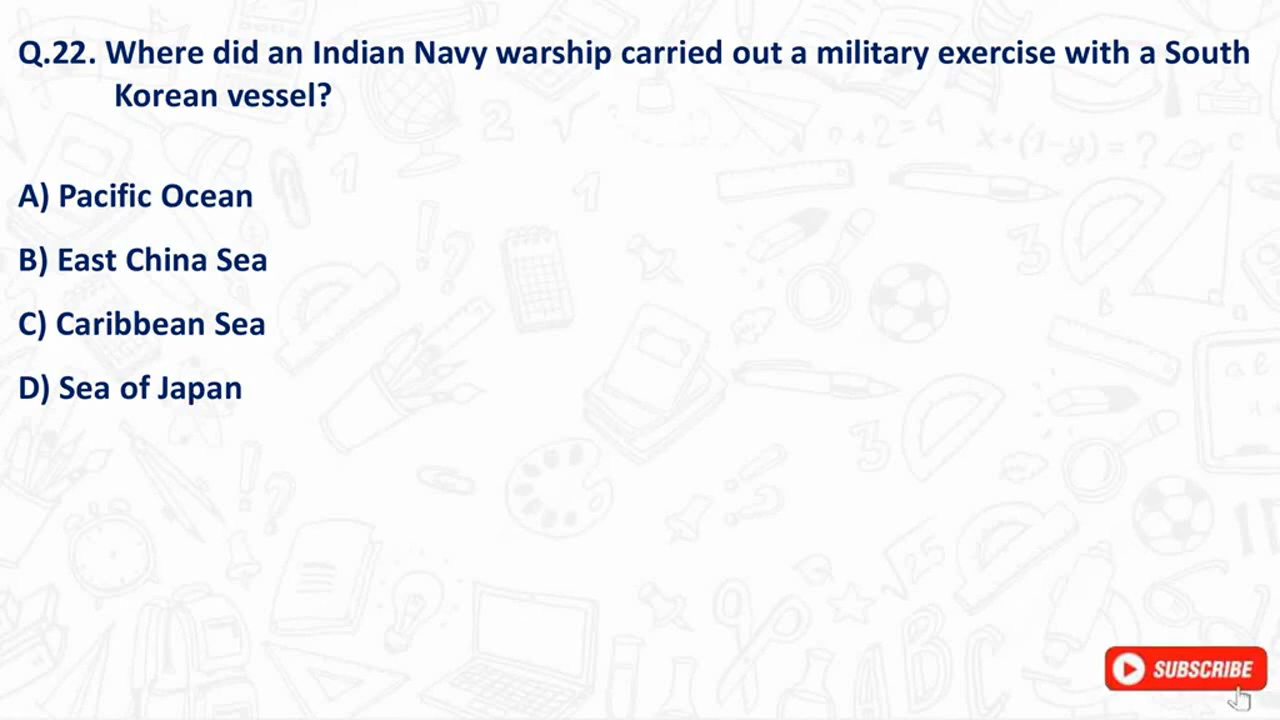 Q.22. Where did an Indian Navy warship carried out a military exercise with a South
Korean vessel?
A) Pacific Ocean
B) East China Sea
C) Caribbean Sea
D) Sea of Japan
SUBSCRIBE